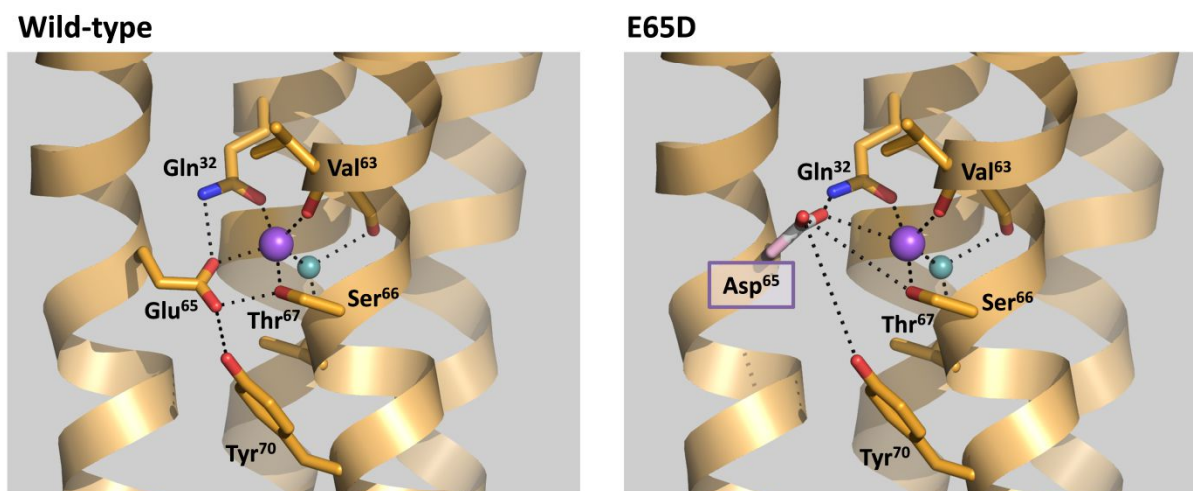 Wild-type
Gln³²
Val⁶³
Glu⁶⁵
Thr⁶⁷
Ser⁶⁶
Tyr⁷⁰
E65D
Gln³²
Val⁶³
Asp⁶⁵
Thr⁶⁷
Ser⁶⁶
Tyr⁷⁰